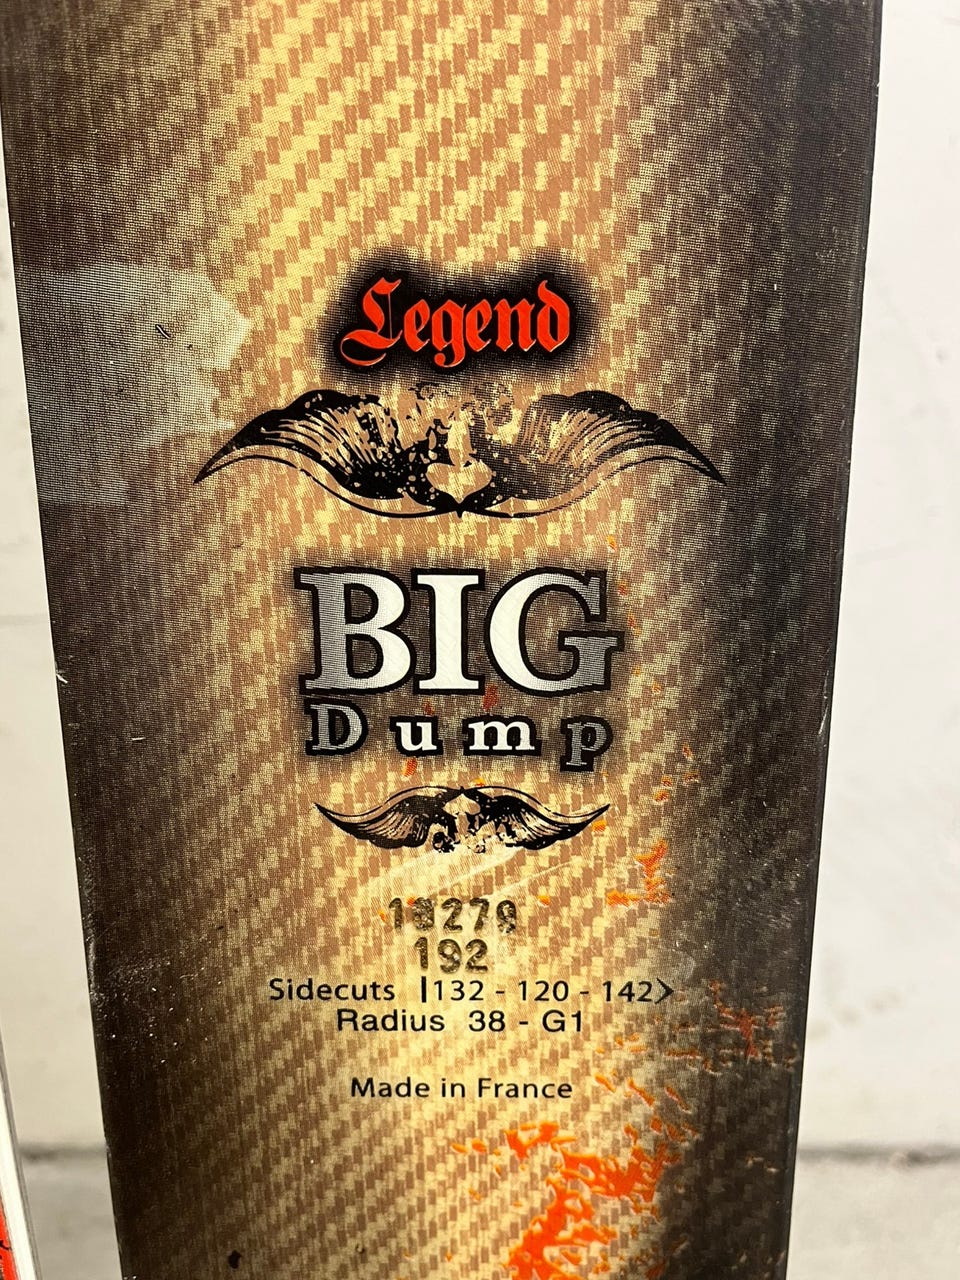 Legend
BIG
Dump
192
Sidecuts |132 - 120 - 142>
Radius 38 - G1
Made in France